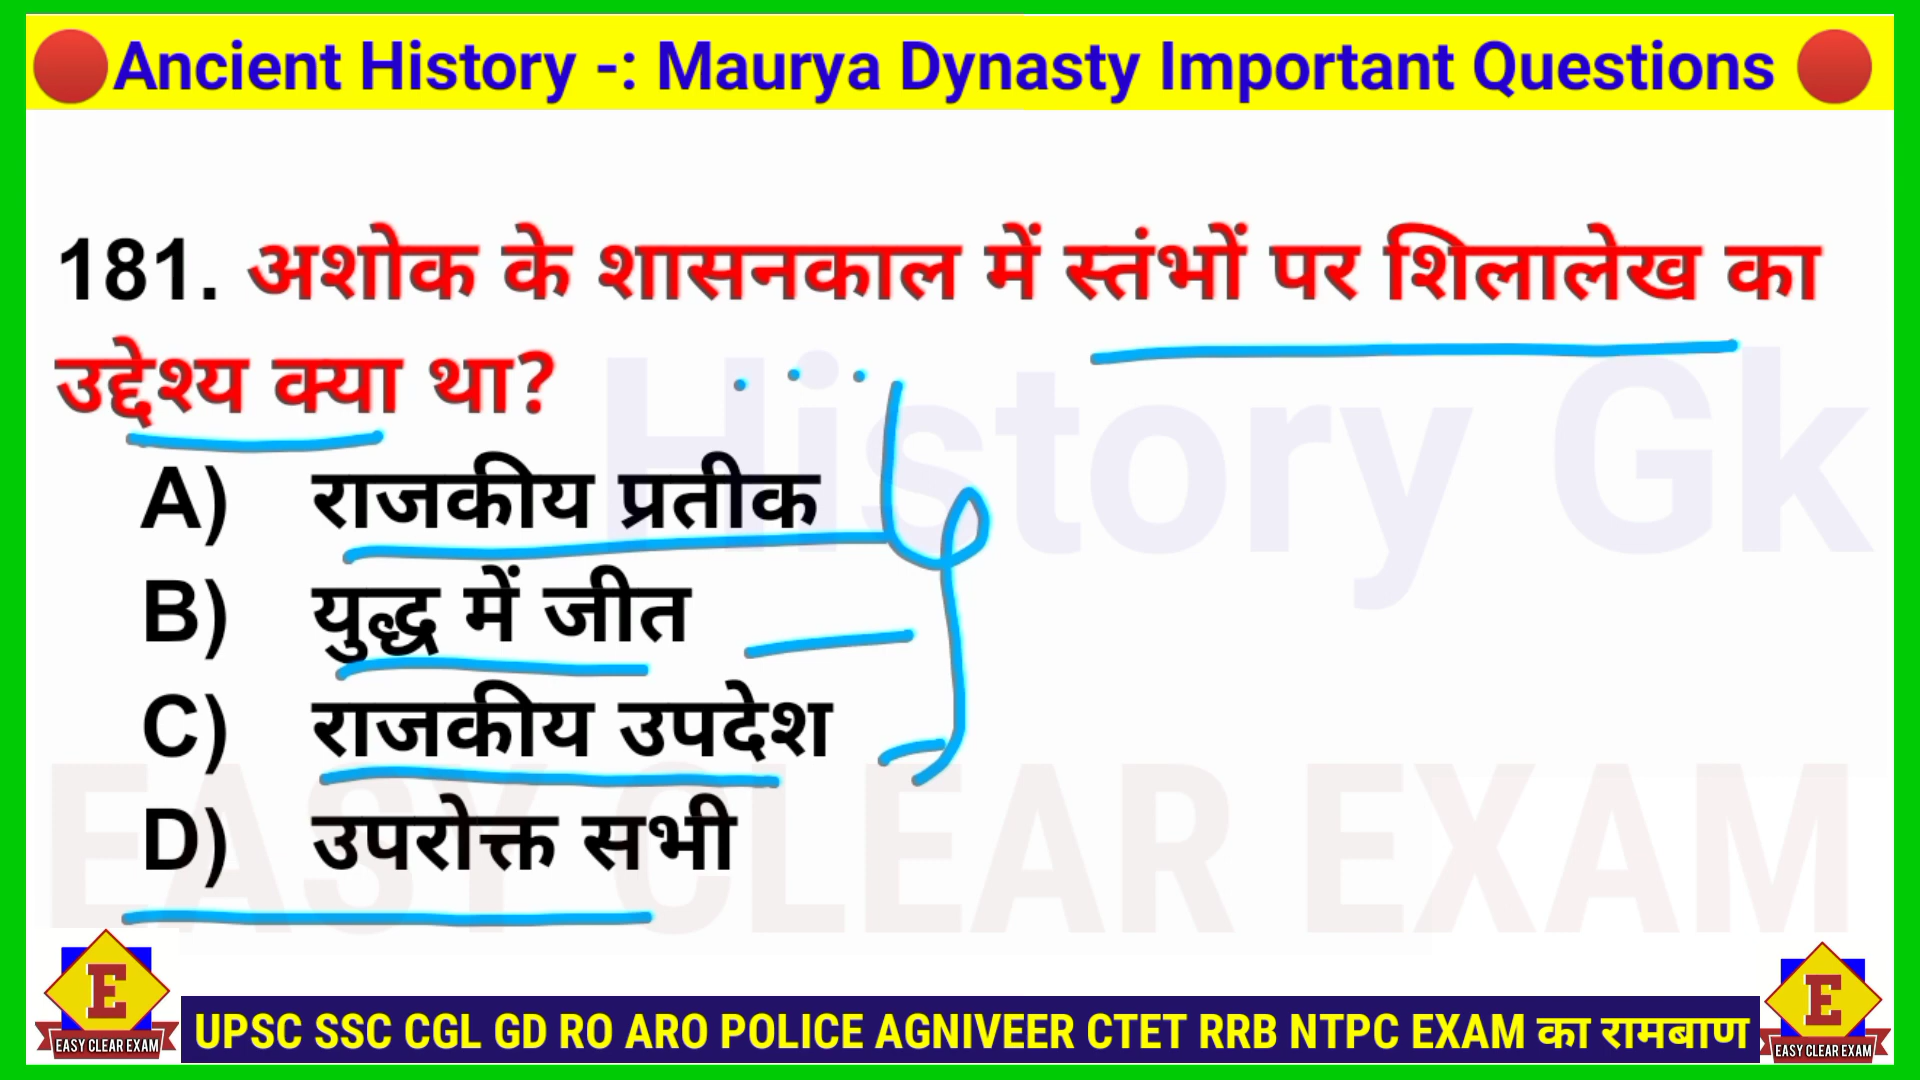 Ancient History -: Maurya Dynasty Important Questions
181. अशोक के शासनकाल में स्तंभों पर शिलालेख का
उद्देश्य क्या था?
History Gk
A) राजकीय प्रतीक
B) युद्ध में जीत
C) राजकीय उपदेश
D) उपरोक्त सभी
EASY CLEAR EXAM
E
EASY CLEAR EXAM
UPSC SSC CGL GD RO ARO POLICE AGNIVEER CTET RRB NTPC EXAM का रामबाण
E
EASY CLEAR EXAM